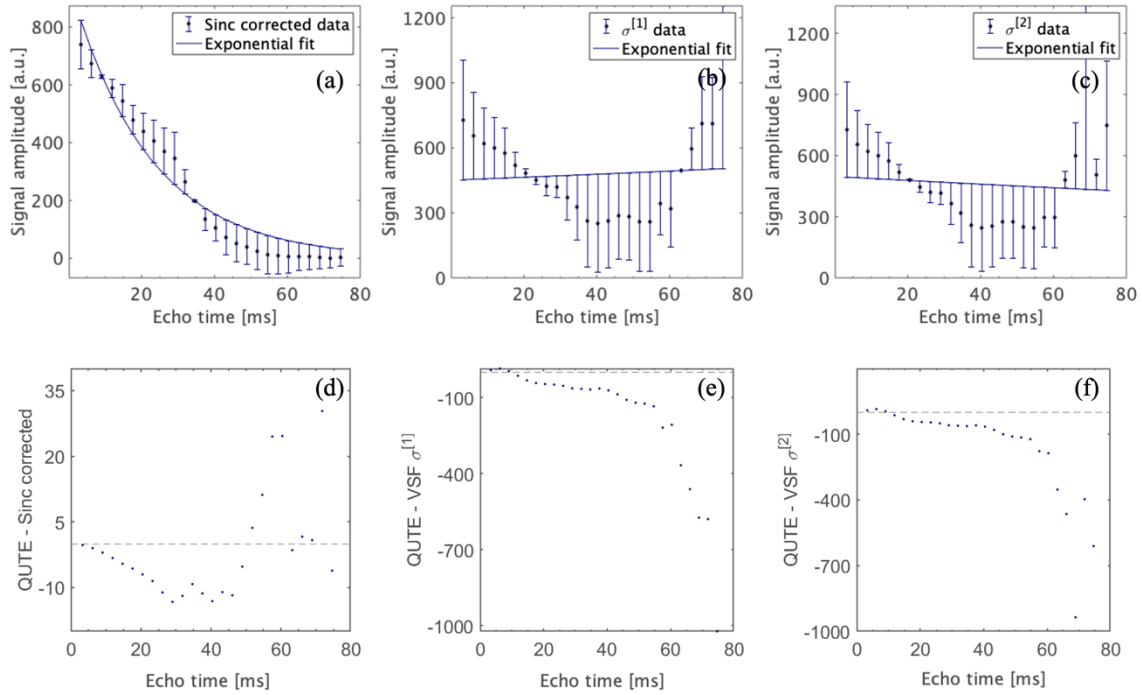 Sinc corrected data
Exponential fit
(a)
800
600
400
200
0
Signal amplitude [a.u.]
20 40 60 80
Echo time [ms]
σ[1] data
Exponential fit
(b)
1200
900
600
300
0
Signal amplitude [a.u.]
20 40 60 80
Echo time [ms]
σ[2] data
Exponential fit
(c)
1200
900
600
300
0
Signal amplitude [a.u.]
20 40 60 80
Echo time [ms]
(d)
35
20
5
-10
QUTE - Sinc corrected
0 20 40 60 80
Echo time [ms]
(e)
-100
-400
-700
-1000
QUTE - VSF σ[1]
0 20 40 60 80
Echo time [ms]
(f)
-100
-400
-700
-1000
QUTE - VSF σ[2]
0 20 40 60 80
Echo time [ms]